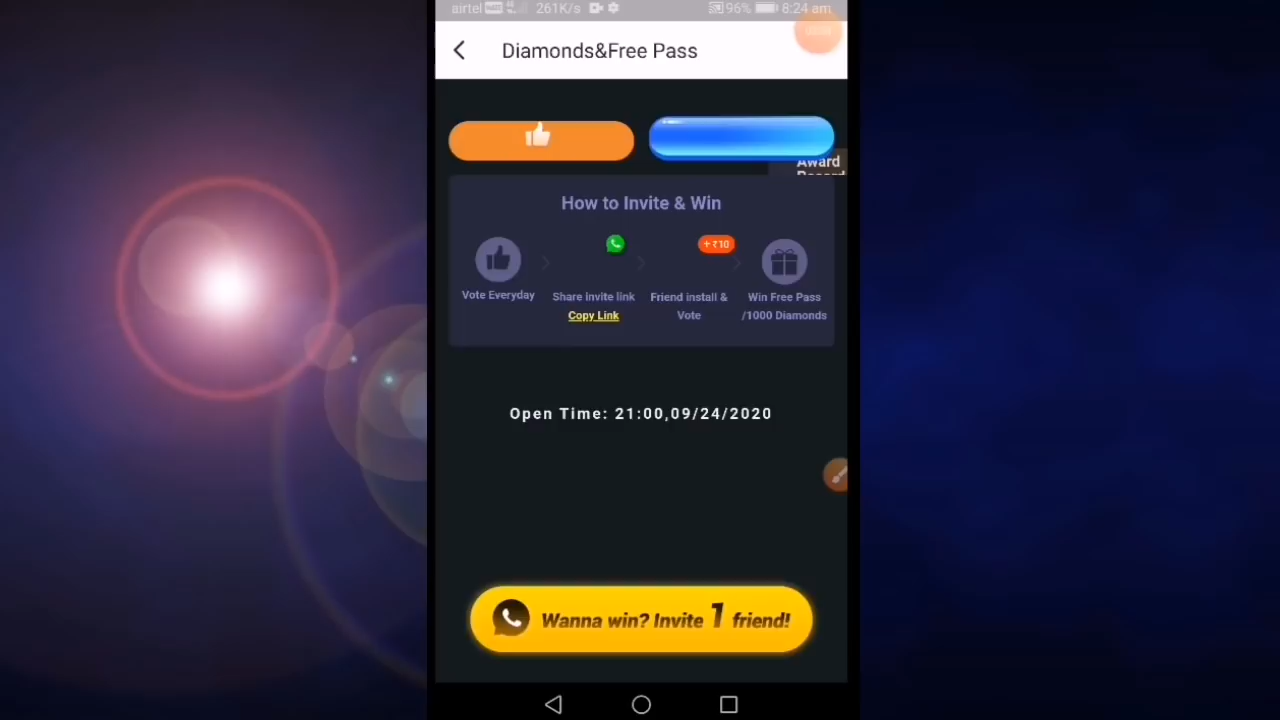 airtel 261K/s 96% 8:24 am
Diamonds&Free Pass
Award
Record
How to Invite & Win
+₹10
Vote Everyday
Share Invite link
Copy Link
Friend install &
Vote
Win Free Pass
/1000 Diamonds
Open Time: 21:00,09/24/2020
Wanna win? Invite 1 friend!